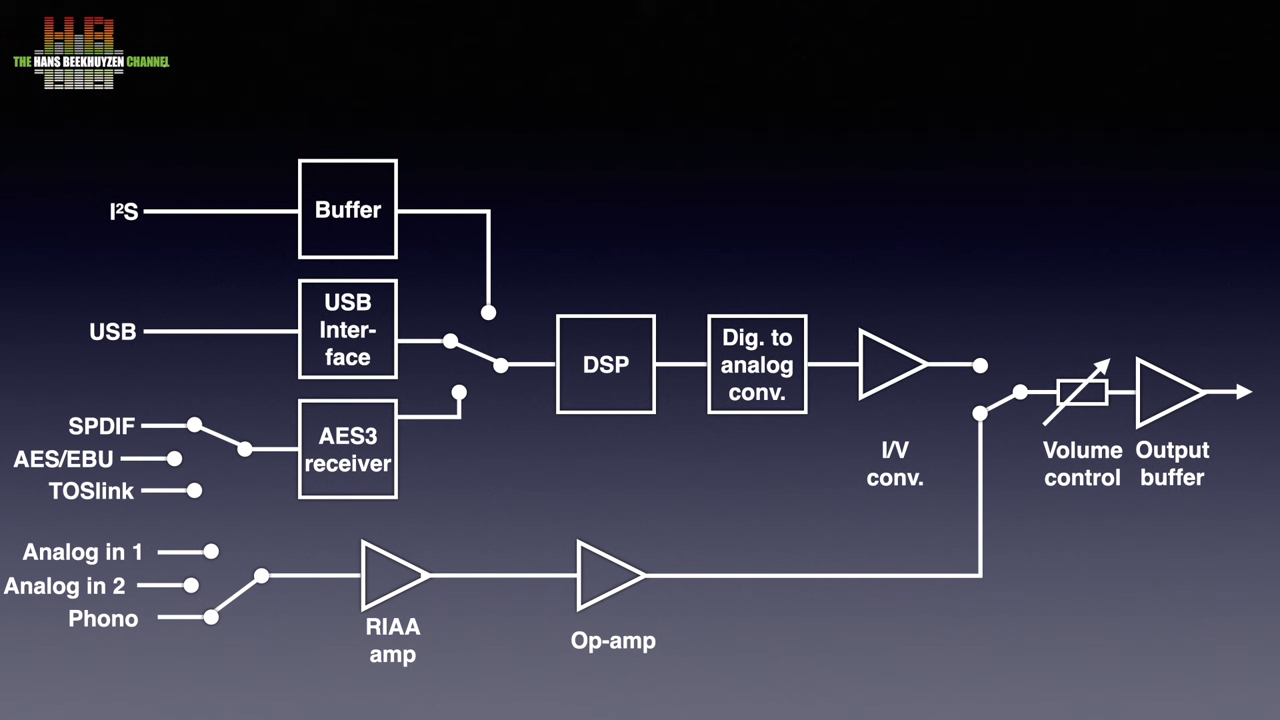 THE HANS BEEKHUYZEN CHANNEL
I²S
Buffer
USB
USB
Inter-
face
SPDIF
AES/EBU
TOSlink
AES3
receiver
DSP
Dig. to
analog
conv.
I/V
conv.
Volume
control
Output
buffer
Analog in 1
Analog in 2
Phono
RIAA
amp
Op-amp